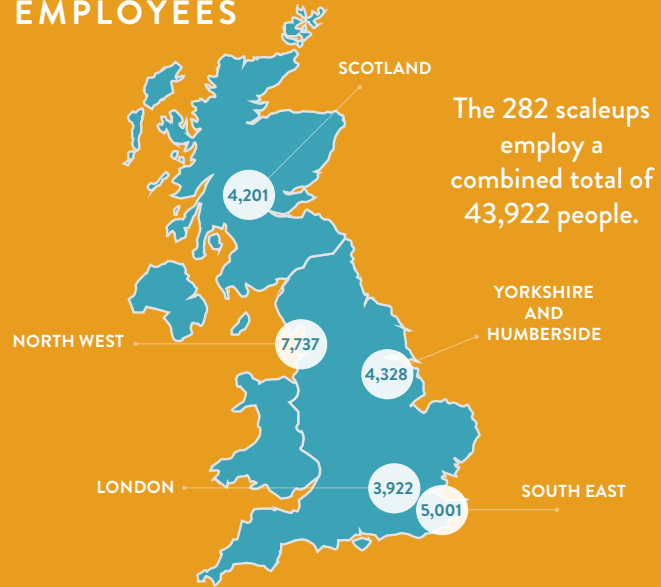 EMPLOYEES
SCOTLAND
The 282 scaleups
employ a
combined total of
43,922 people.
4,201
YORKSHIRE
AND
HUMBERSIDE
NORTH WEST
7,737
4,328
LONDON
3,922
SOUTH EAST
5,001